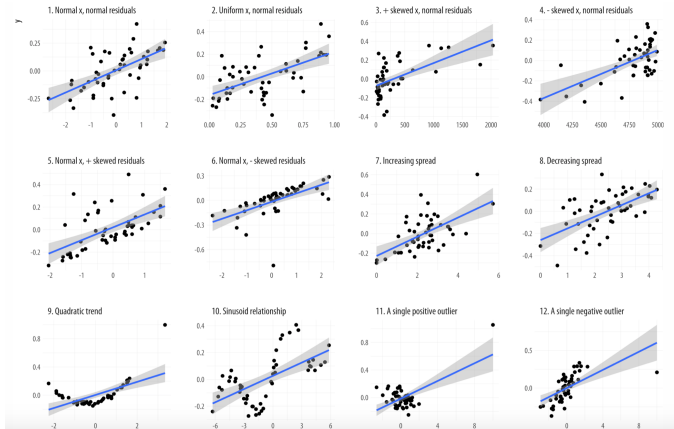 1. Normal x, normal residuals
2. Uniform x, normal residuals
3. + skewed x, normal residuals
4. - skewed x, normal residuals
y
0.25
0.00
-0.25
-2 -1 0 1 2
0.4
0.2
0.0
-0.2
0.00 0.25 0.50 0.75 1.00
0.6
0.4
0.2
0.0
-0.2
-0.4
0 500 1000 1500 2000
0.2
0.0
-0.2
-0.4
4000 4250 4500 4750 5000
5. Normal x, + skewed residuals
6. Normal x, - skewed residuals
7. Increasing spread
8. Decreasing spread
0.4
0.2
0.0
-0.2
-2 -1 0 1
0.3
0.0
-0.3
-0.6
-2 -1 0 1 2
0.6
0.4
0.2
0.0
-0.2
0 2 4 6
0.2
0.0
-0.2
-0.4
0 1 2 3 4
9. Quadratic trend
10. Sinusoid relationship
11. A single positive outlier
12. A single negative outlier
0.8
0.4
0.0
-2 -1 0 1 2 3
0.4
0.2
0.0
-0.2
-6 -3 0 3 6
1.0
0.5
0.0
0 4 8
0.8
0.4
0.0
0 4 8